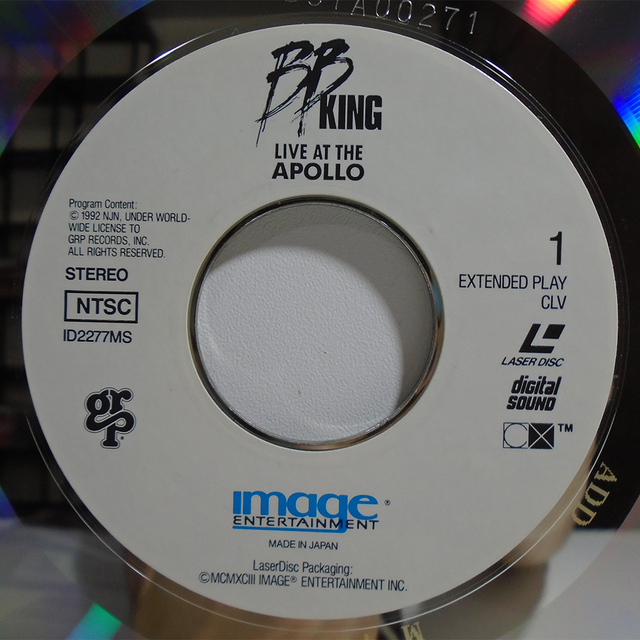 BB KING
LIVE AT THE
APOLLO
Program Content:
© 1992 NJN, UNDER WORLD-
WIDE LICENSE TO
GRP RECORDS, INC.
ALL RIGHTS RESERVED.
STEREO
NTSC
ID2277MS
grp
1
EXTENDED PLAY
CLV
LASER DISC
digital
SOUND
CX™
image®
ENTERTAINMENT
MADE IN JAPAN
LaserDisc Packaging:
©MCMXCIII IMAGE® ENTERTAINMENT INC.
ADD